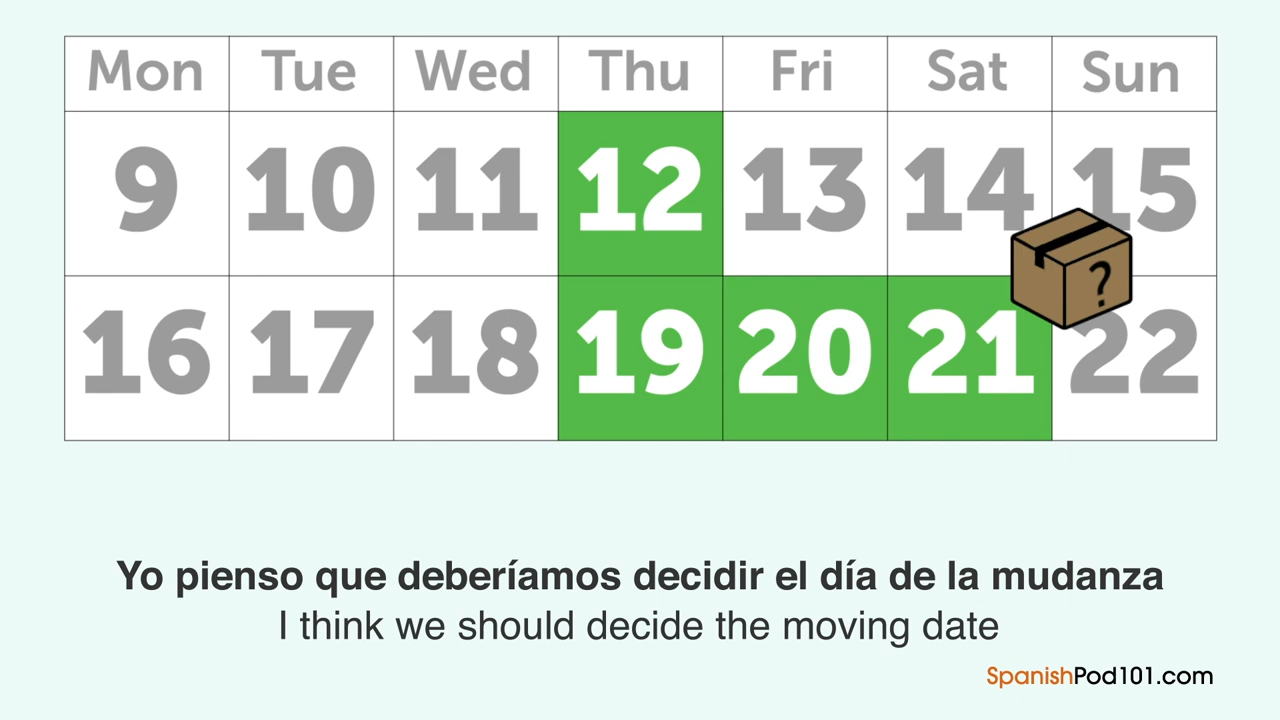 Mon Tue Wed Thu Fri Sat Sun
9 10 11 12 13 14 15
?
16 17 18 19 20 21 22
Yo pienso que deberíamos decidir el día de la mudanza
I think we should decide the moving date
SpanishPod101.com